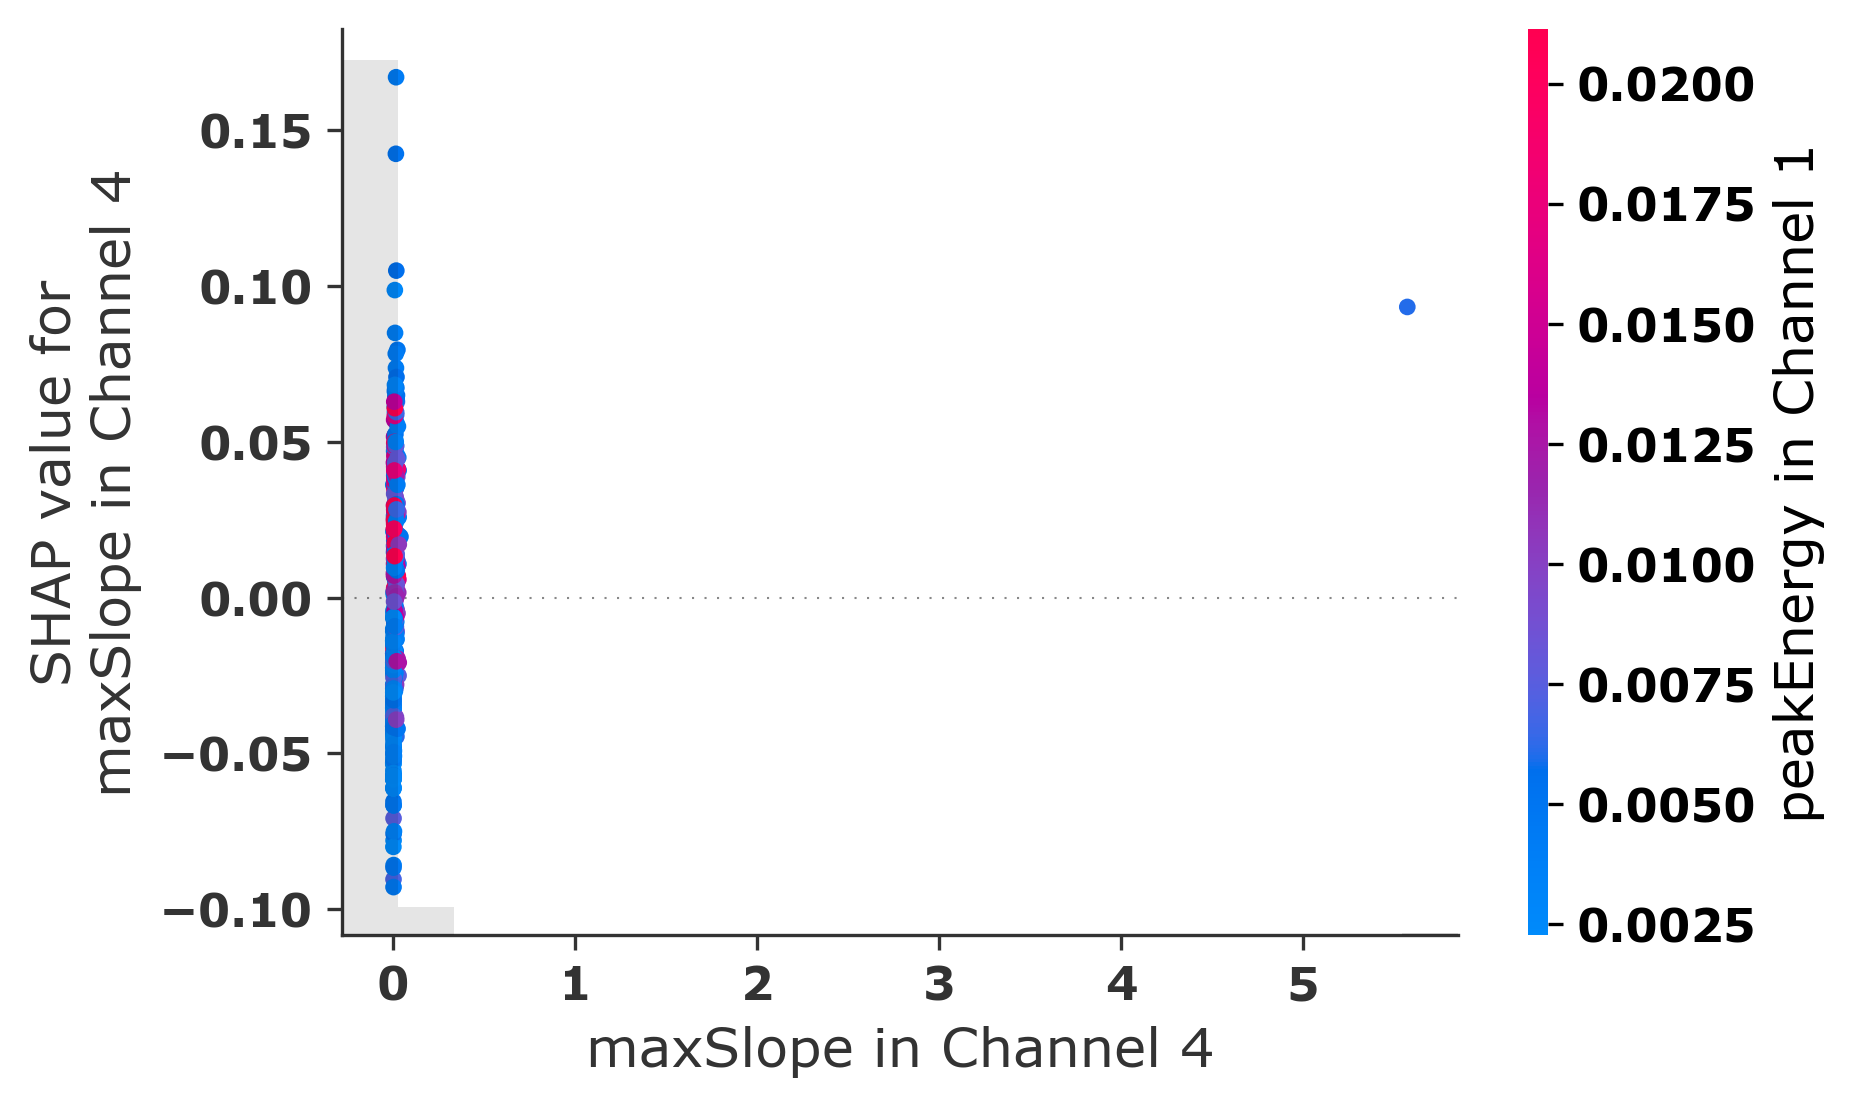 SHAP value for
maxSlope in Channel 4
0.15
0.10
0.05
0.00
−0.05
−0.10
0 1 2 3 4 5
maxSlope in Channel 4
0.0200
0.0175
0.0150
0.0125
0.0100
0.0075
0.0050
0.0025
peakEnergy in Channel 1